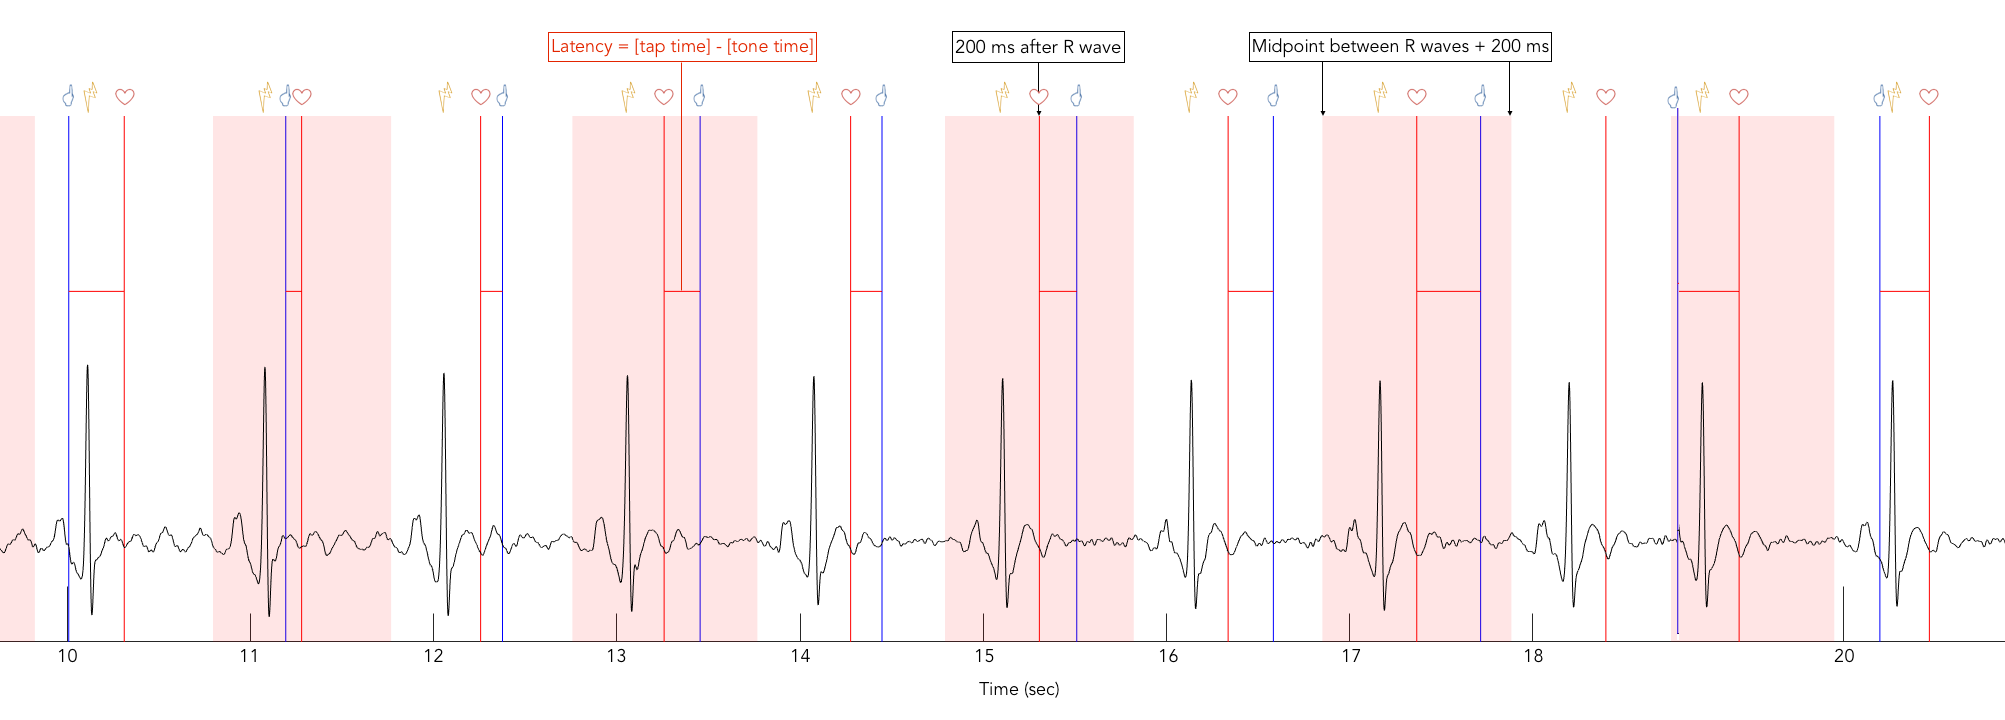 Latency = [tap time] - [tone time]
200 ms after R wave
Midpoint between R waves + 200 ms
10 11 12 13 14 15 16 17 18 20
Time (sec)